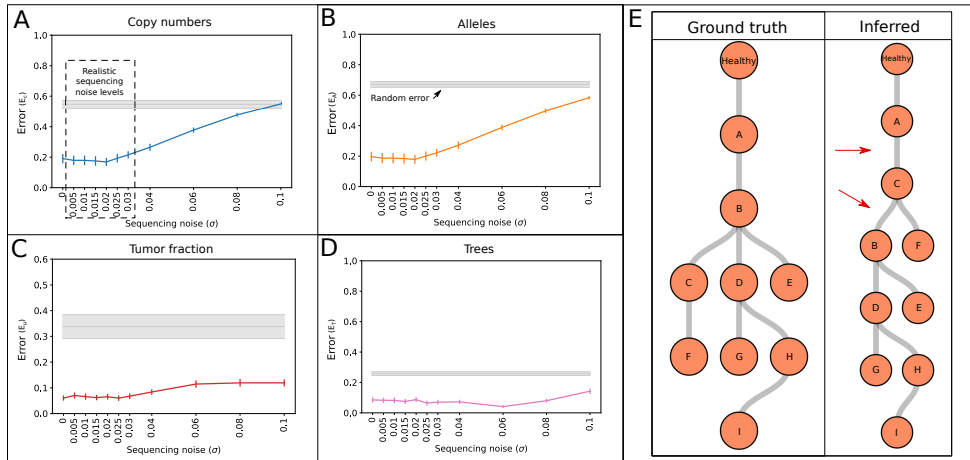 A
Copy numbers
Error (Ec)
1.0
0.8
0.6
0.4
0.2
0.0
Realistic
sequencing
noise levels
0
0.005
0.01
0.015
0.02
0.025
0.03
0.04
0.06
0.08
0.1
Sequencing noise (σ)
B
Alleles
Error (EA)
1.0
0.8
0.6
0.4
0.2
0.0
Random error
0
0.005
0.01
0.015
0.02
0.025
0.03
0.04
0.06
0.08
0.1
Sequencing noise (σ)
C
Tumor fraction
Error (Eu)
0.6
0.5
0.4
0.3
0.2
0.1
0.0
0
0.005
0.01
0.015
0.02
0.025
0.03
0.04
0.06
0.08
0.1
Sequencing noise (σ)
D
Trees
Error (ET)
1.0
0.8
0.6
0.4
0.2
0.0
0
0.005
0.01
0.015
0.02
0.025
0.03
0.04
0.06
0.08
0.1
Sequencing noise (σ)
E
Ground truth
Healthy
A
B
C
D
E
F
G
H
I
Inferred
Healthy
A
C
B
F
D
E
G
H
I